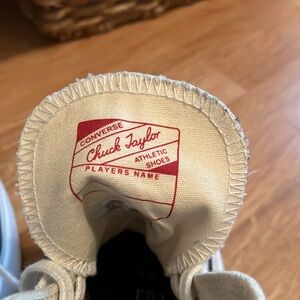 CONVERSE
Chuck Taylor
ATHLETIC
SHOES
PLAYERS NAME